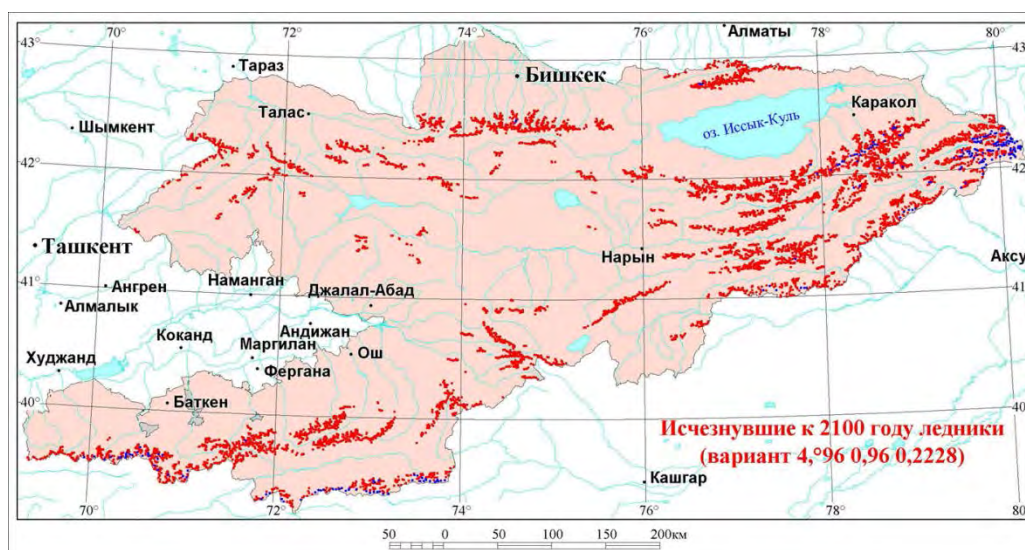 70° 72° 74° 76° 78° 80°
43°
43
Алматы
Тараз
Бишкек
Талас
Каракол
Шымкент
оз. Иссык-Куль
42°
42
Ташкент
Нарын
Аксу
41°
41
Ангрен
Наманган
Алмалык
Джалал-Абад
Коканд
Андижан
Маргилан
Ош
Худжанд
Фергана
40°
40
Баткен
Исчезнувшие к 2100 году ледники
(вариант 4,°96 0,96 0,2228)
Кашгар
70° 72° 74° 76° 78° 80
50 0 50 100 150 200км